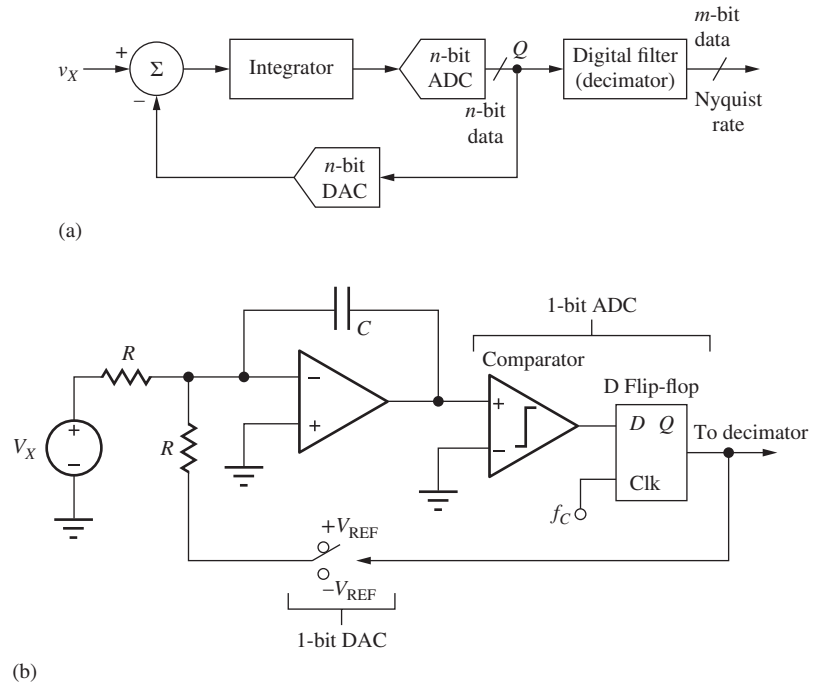 m-bit
data
v_X
+
Σ
−
Integrator
n-bit
ADC
Q
n-bit
data
Digital filter
(decimator)
Nyquist
rate
n-bit
DAC
(a)
1-bit ADC
C
R
Comparator
D Flip-flop
−
+
+
−
D Q
To decimator
V_X
+
−
R
Clk
f_C
+V_REF
−V_REF
1-bit DAC
(b)